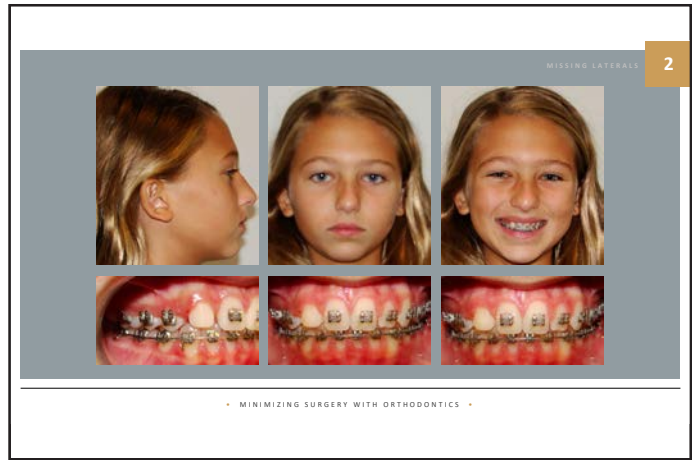 MISSING LATERALS
2
• MINIMIZING SURGERY WITH ORTHODONTICS •